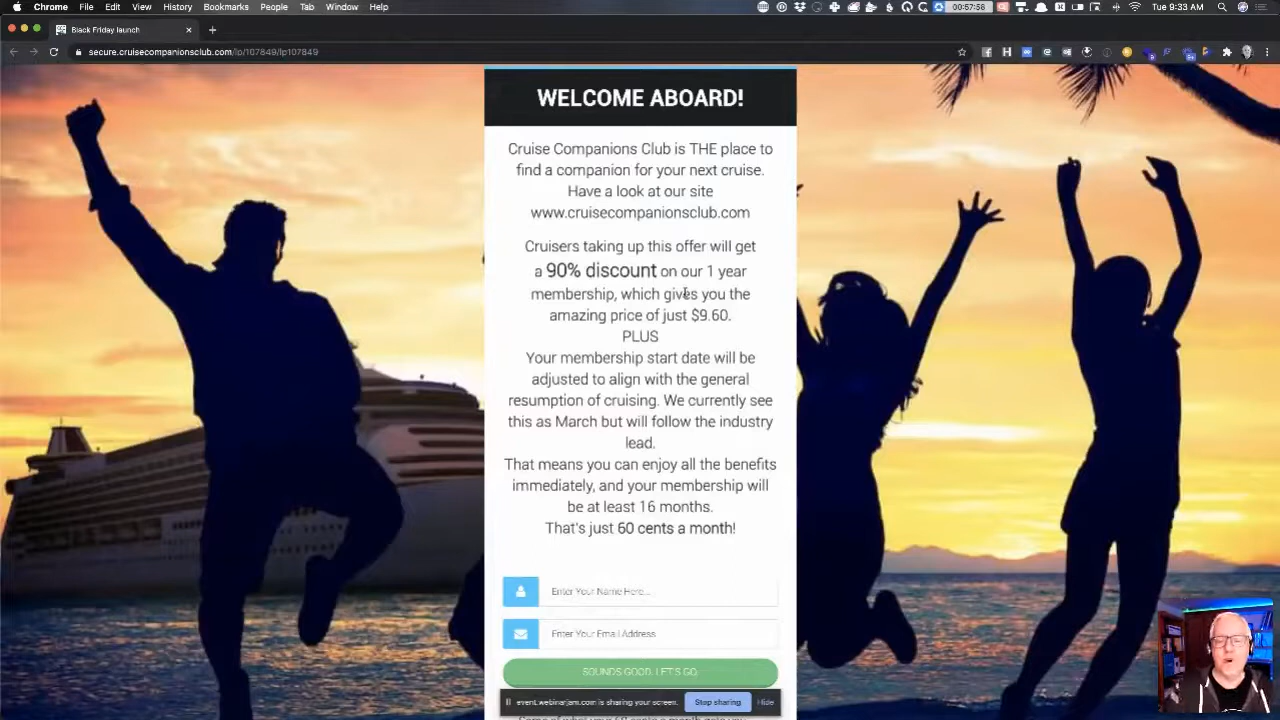 Chrome File Edit View History Bookmarks People Tab Window Help
00:57:58
Tue 9:33 AM
Black Friday launch
secure.cruisecompanionsclub.com/lp/107849/lp107849
WELCOME ABOARD!
Cruise Companions Club is THE place to
find a companion for your next cruise.
Have a look at our site
www.cruisecompanionsclub.com
Cruisers taking up this offer will get
a 90% discount on our 1 year
membership, which gives you the
amazing price of just $9.60.
PLUS
Your membership start date will be
adjusted to align with the general
resumption of cruising. We currently see
this as March but will follow the industry
lead.
That means you can enjoy all the benefits
immediately, and your membership will
be at least 16 months.
That's just 60 cents a month!
Enter Your Name Here...
Enter Your Email Address
SOUNDS GOOD. LET'S GO.
event.webinarjam.com is sharing your screen.
Stop sharing
Hide